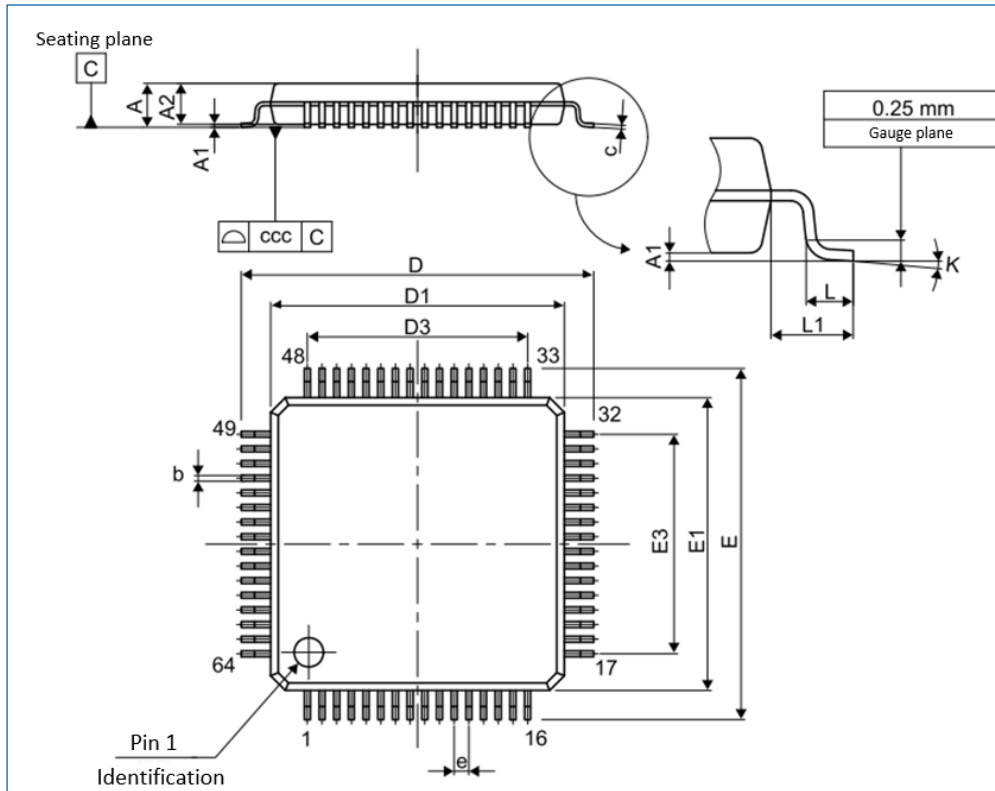 Seating plane
C
A
A2
A1
c
ccc C
0.25 mm
Gauge plane
A1
K
L
L1
D
D1
D3
48
33
49
32
b
E3
E1
E
64
17
1
16
e
Pin 1
Identification